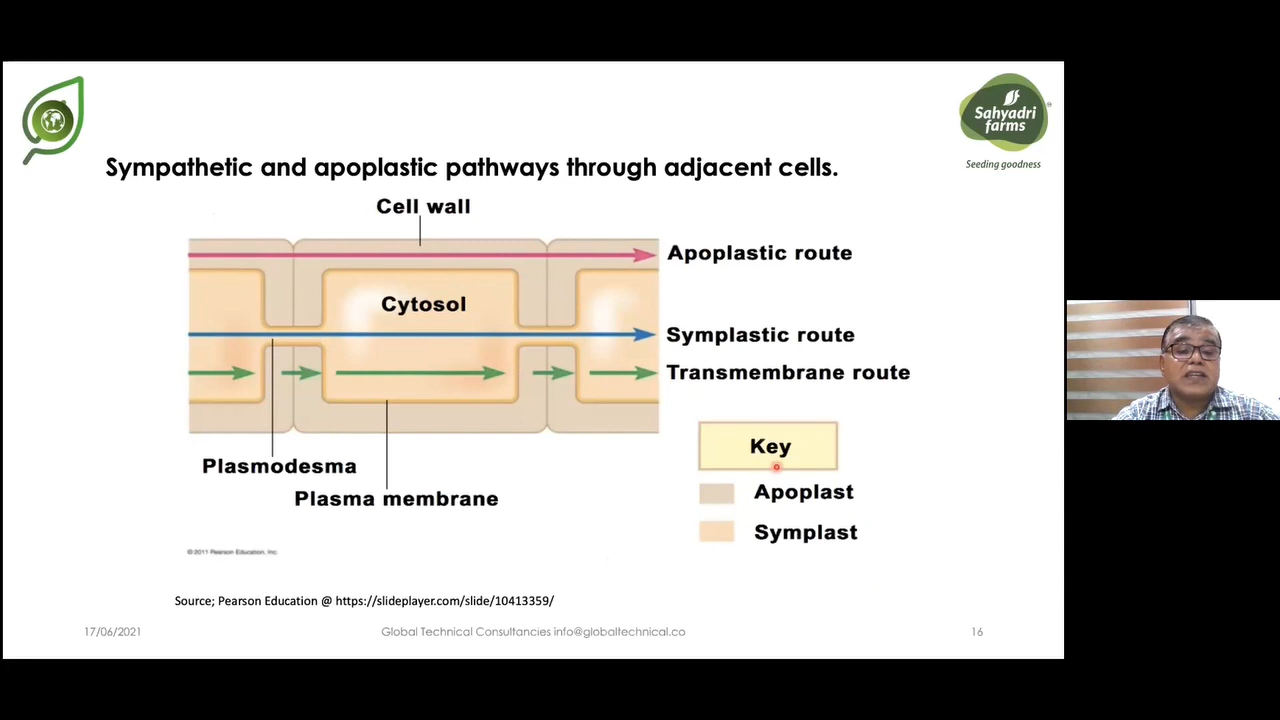 Sahyadri
farms
Seeding goodness
Sympathetic and apoplastic pathways through adjacent cells.
Cell wall
Apoplastic route
Cytosol
Symplastic route
Transmembrane route
Key
Plasmodesma
Plasma membrane
Apoplast
Symplast
© 2011 Pearson Education, Inc.
Source; Pearson Education @ https://slideplayer.com/slide/10413359/
17/06/2021
Global Technical Consultancies info@globaltechnical.co
16